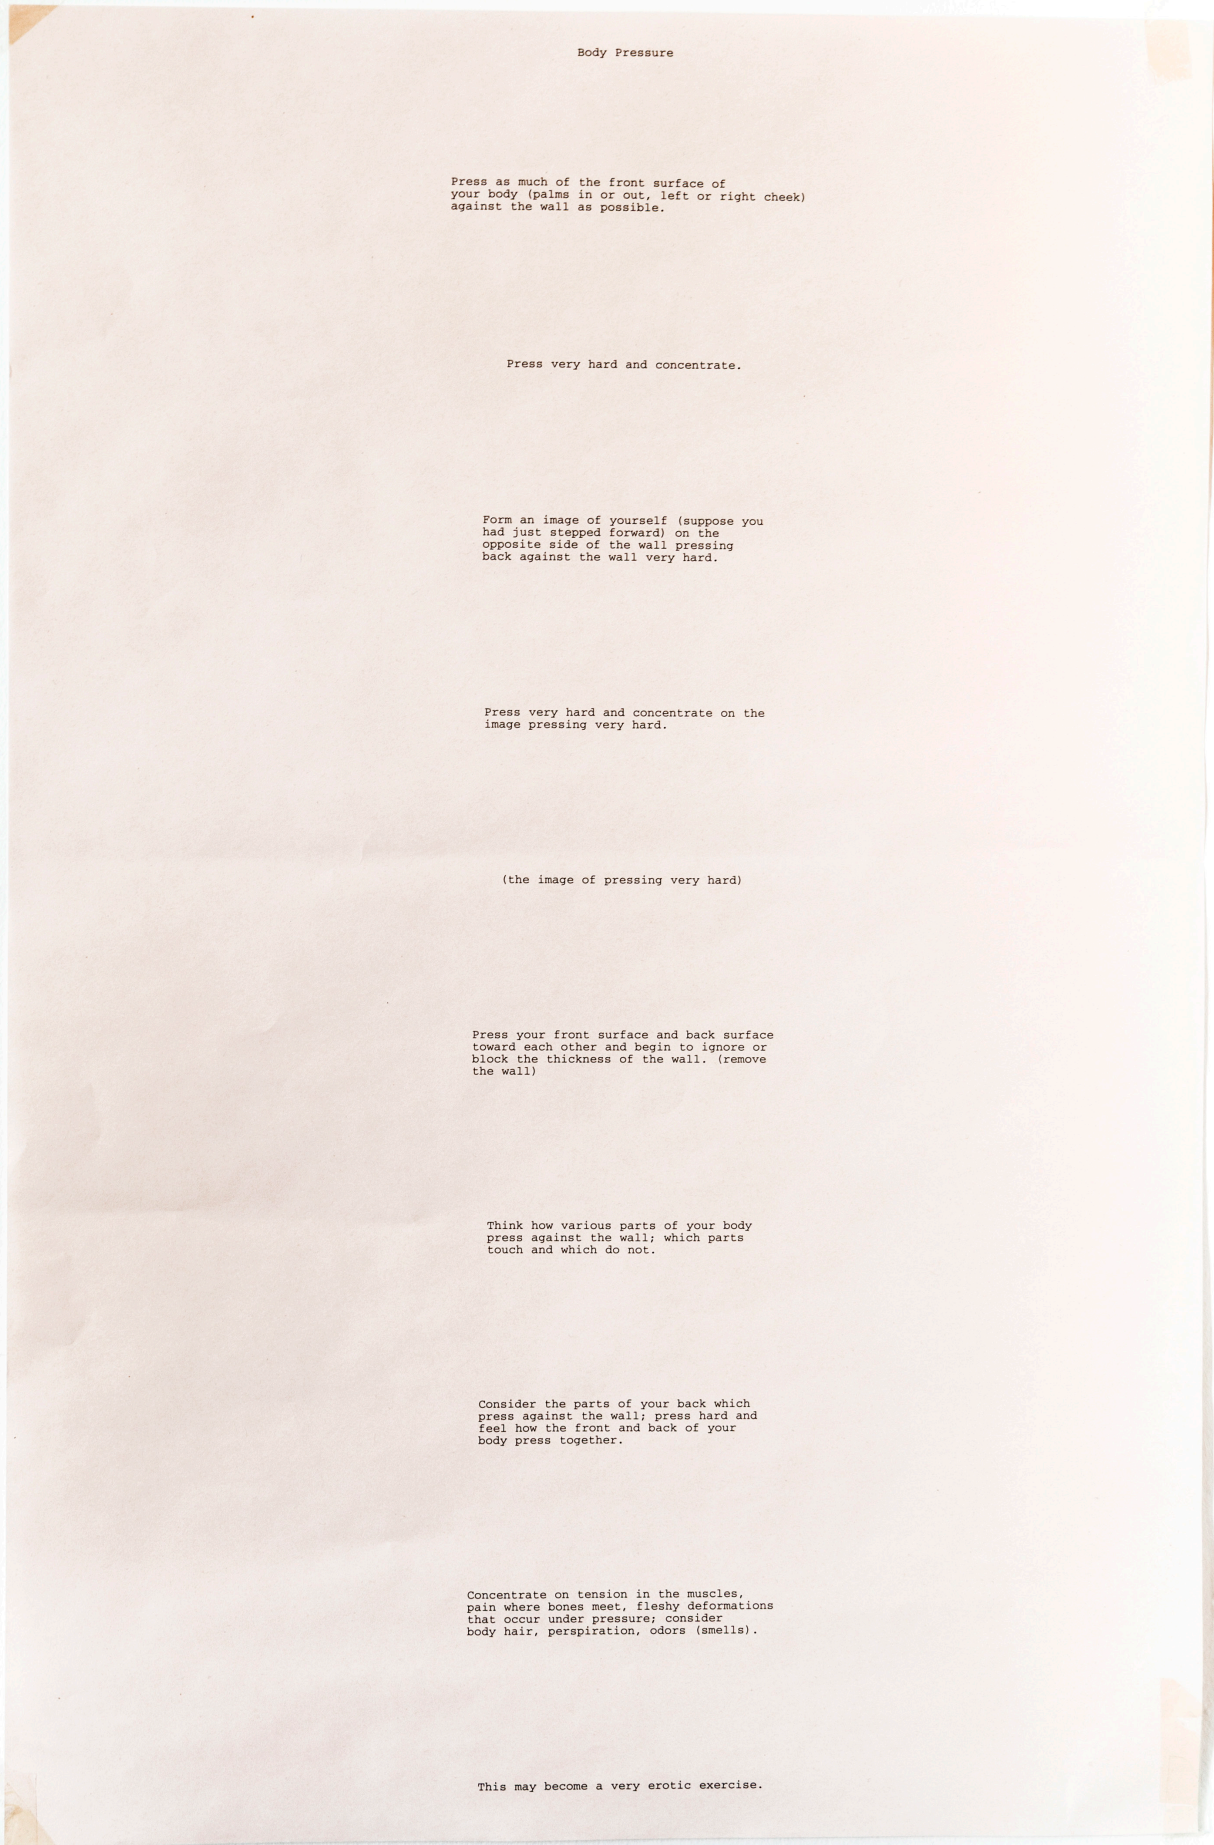 Body Pressure
Press as much of the front surface of
your body (palms in or out, left or right cheek)
against the wall as possible.
Press very hard and concentrate.
Form an image of yourself (suppose you
had just stepped forward) on the
opposite side of the wall pressing
back against the wall very hard.
Press very hard and concentrate on the
image pressing very hard.
(the image of pressing very hard)
Press your front surface and back surface
toward each other and begin to ignore or
block the thickness of the wall. (remove
the wall)
Think how various parts of your body
press against the wall; which parts
touch and which do not.
Consider the parts of your back which
press against the wall; press hard and
feel how the front and back of your
body press together.
Concentrate on tension in the muscles,
pain where bones meet, fleshy deformations
that occur under pressure; consider
body hair, perspiration, odors (smells).
This may become a very erotic exercise.